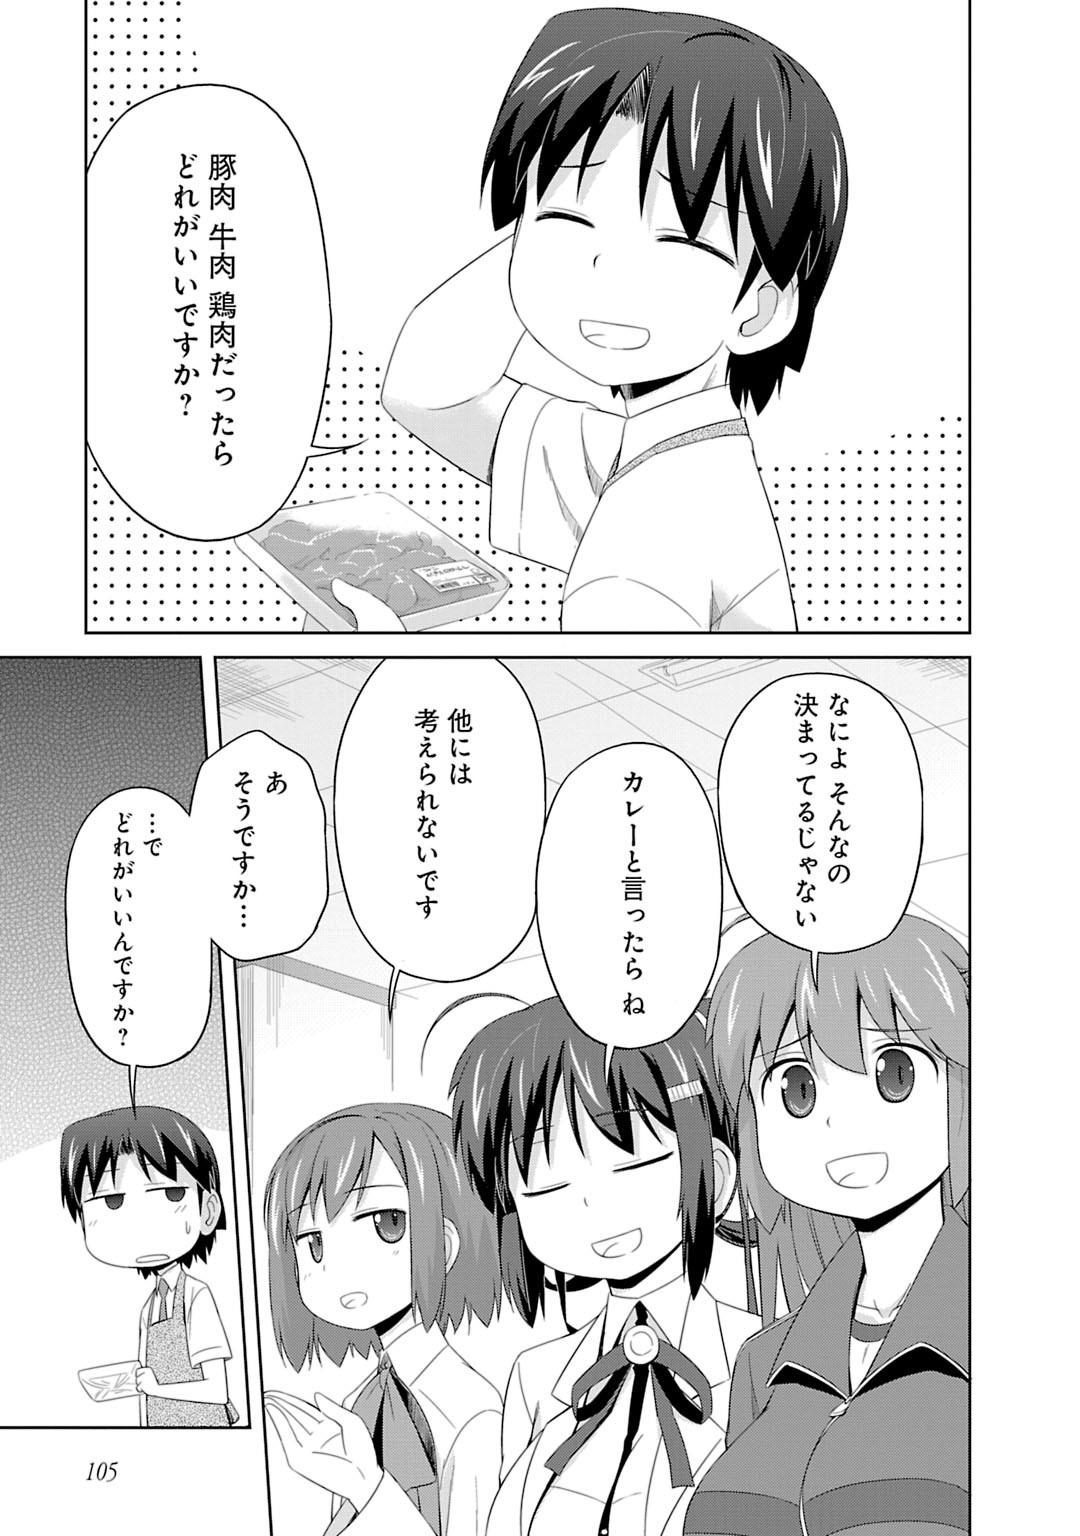 豚肉 牛肉 鶏肉だったら
どれがいいですか?
なによ そんなの
決まってるじゃない
カレーと言ったら ね
他には
考えられないです
あ
そうですか…
…で
どれがいいんですか?
105